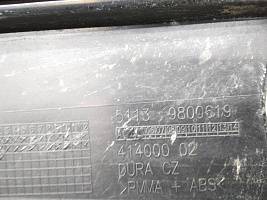 5113 9800619
414000 02
DURA CZ
>PMMA + ABS<